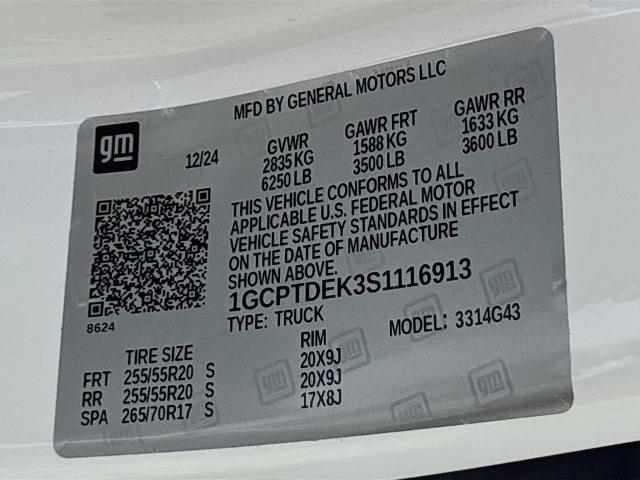 MFD BY GENERAL MOTORS LLC
gm
12/24
GVWR GAWR FRT GAWR RR
2835 KG 1588 KG 1633 KG
6250 LB 3500 LB 3600 LB
THIS VEHICLE CONFORMS TO ALL
APPLICABLE U.S. FEDERAL MOTOR
VEHICLE SAFETY STANDARDS IN EFFECT
ON THE DATE OF MANUFACTURE
SHOWN ABOVE.
1GCPTDEK3S1116913
8624
TYPE: TRUCK MODEL: 3314G43
TIRE SIZE RIM
FRT 255/55R20 S 20X9J
RR 255/55R20 S 20X9J
SPA 265/70R17 S 17X8J